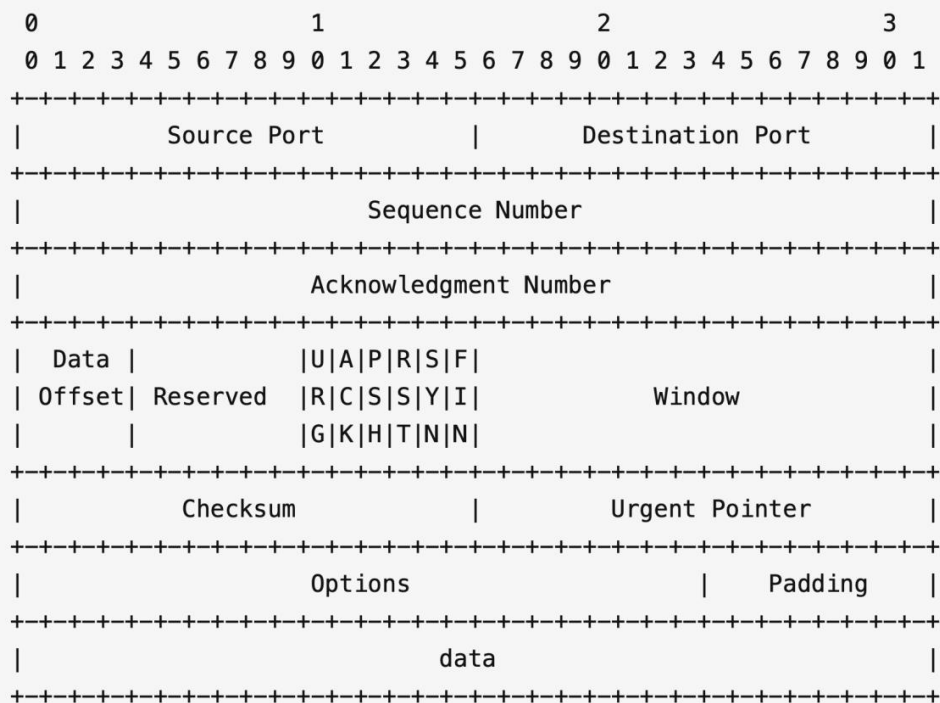 0                   1                   2                   3
 0 1 2 3 4 5 6 7 8 9 0 1 2 3 4 5 6 7 8 9 0 1 2 3 4 5 6 7 8 9 0 1
+-+-+-+-+-+-+-+-+-+-+-+-+-+-+-+-+-+-+-+-+-+-+-+-+-+-+-+-+-+-+-+-+
|          Source Port          |       Destination Port        |
+-+-+-+-+-+-+-+-+-+-+-+-+-+-+-+-+-+-+-+-+-+-+-+-+-+-+-+-+-+-+-+-+
|                        Sequence Number                        |
+-+-+-+-+-+-+-+-+-+-+-+-+-+-+-+-+-+-+-+-+-+-+-+-+-+-+-+-+-+-+-+-+
|                    Acknowledgment Number                      |
+-+-+-+-+-+-+-+-+-+-+-+-+-+-+-+-+-+-+-+-+-+-+-+-+-+-+-+-+-+-+-+-+
|  Data |           |U|A|P|R|S|F|                               |
| Offset| Reserved  |R|C|S|S|Y|I|            Window             |
|       |           |G|K|H|T|N|N|                               |
+-+-+-+-+-+-+-+-+-+-+-+-+-+-+-+-+-+-+-+-+-+-+-+-+-+-+-+-+-+-+-+-+
|           Checksum            |         Urgent Pointer        |
+-+-+-+-+-+-+-+-+-+-+-+-+-+-+-+-+-+-+-+-+-+-+-+-+-+-+-+-+-+-+-+-+
|                    Options                    |    Padding    |
+-+-+-+-+-+-+-+-+-+-+-+-+-+-+-+-+-+-+-+-+-+-+-+-+-+-+-+-+-+-+-+-+
|                             data                              |
+-+-+-+-+-+-+-+-+-+-+-+-+-+-+-+-+-+-+-+-+-+-+-+-+-+-+-+-+-+-+-+-+